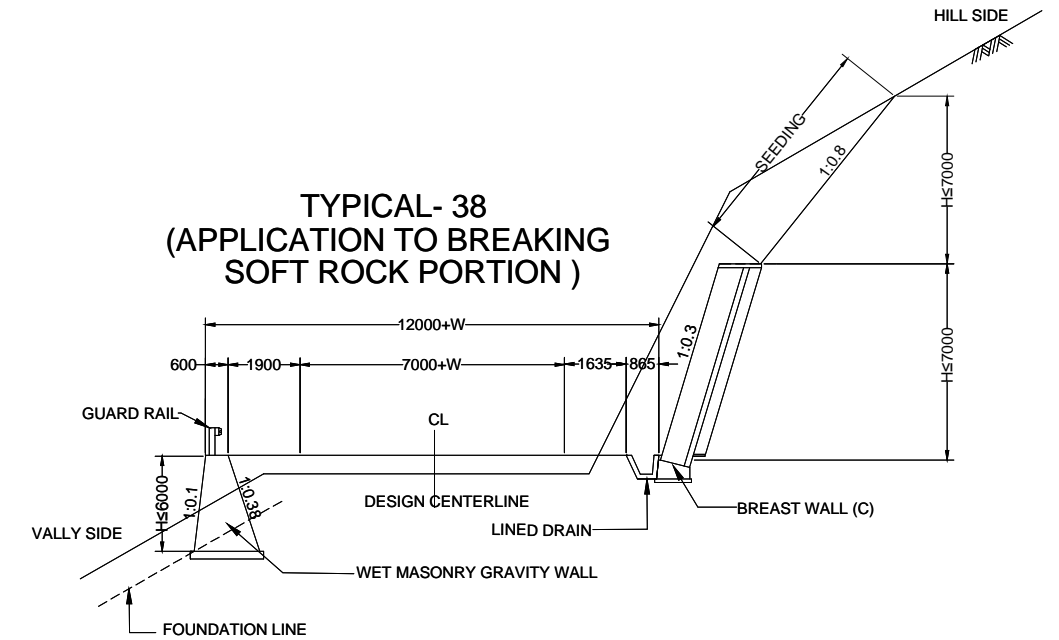 HILL SIDE
SEEDING
1:0.8
H≤7000
TYPICAL- 38
(APPLICATION TO BREAKING
SOFT ROCK PORTION )
12000+W
600
1900
7000+W
1635
865
1:0.3
H≤7000
GUARD RAIL
CL
H≤6000
1:0.1
1:0.38
DESIGN CENTERLINE
VALLY SIDE
LINED DRAIN
BREAST WALL (C)
WET MASONRY GRAVITY WALL
FOUNDATION LINE